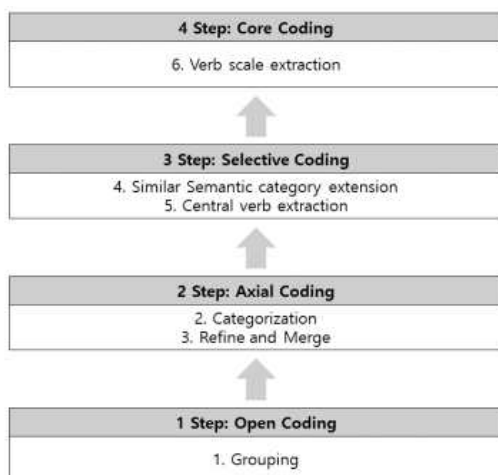 4 Step: Core Coding
6. Verb scale extraction
3 Step: Selective Coding
4. Similar Semantic category extension
5. Central verb extraction
2 Step: Axial Coding
2. Categorization
3. Refine and Merge
1 Step: Open Coding
1. Grouping